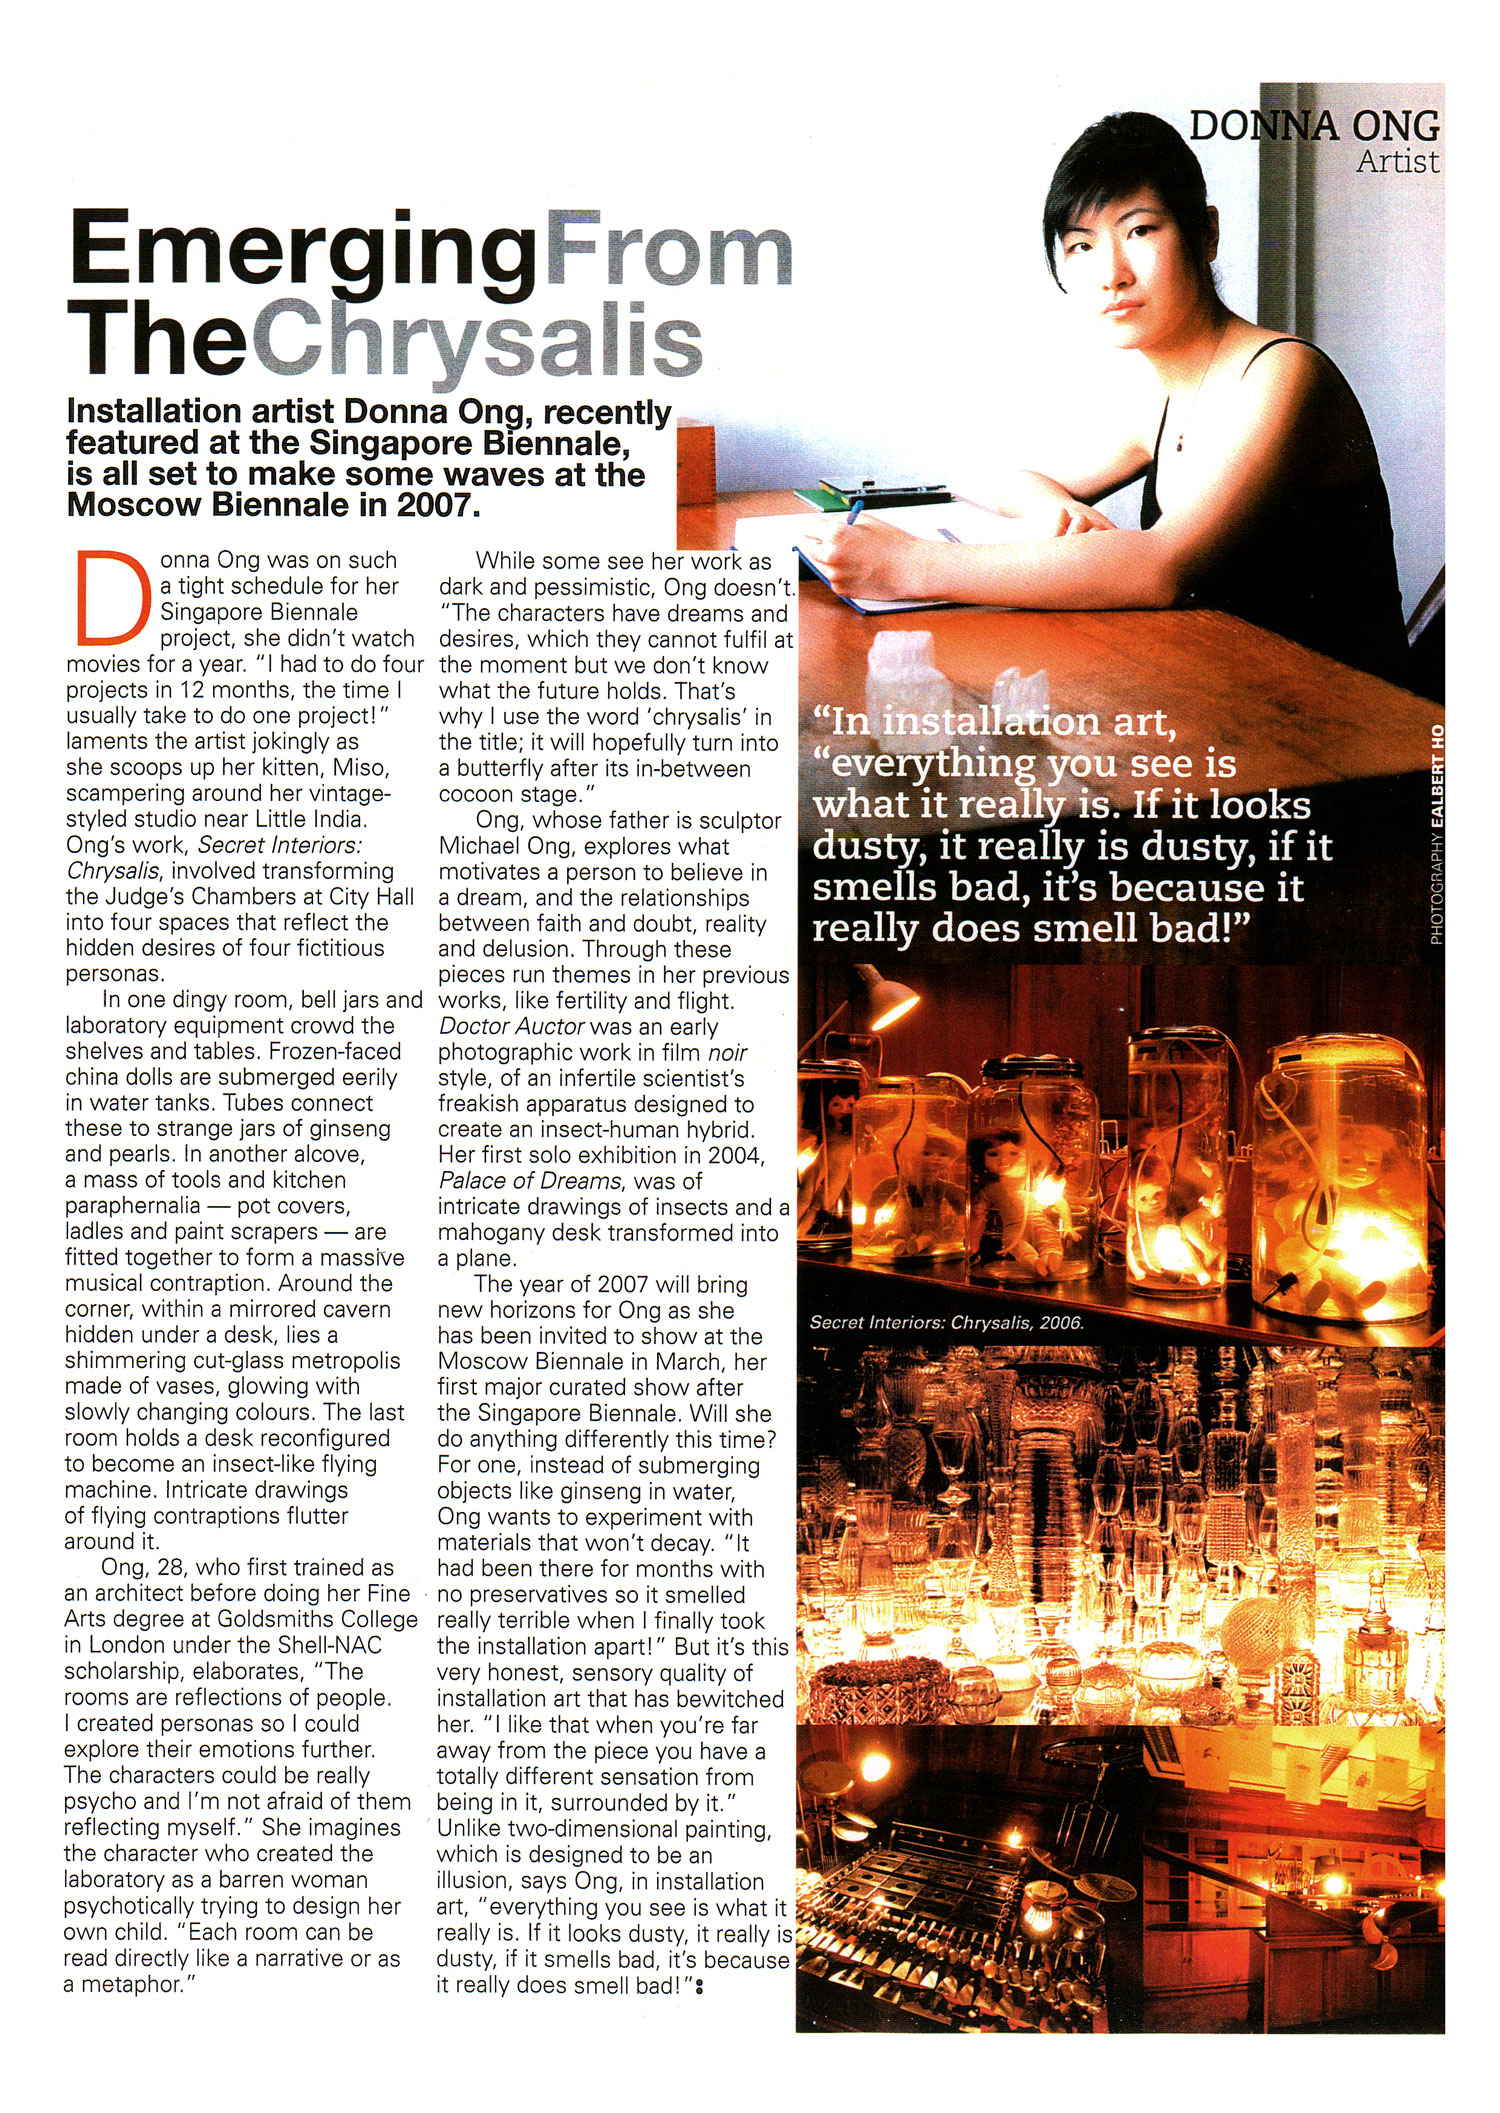 DONNA ONG
Artist
EmergingFrom
TheChrysalis
Installation artist Donna Ong, recently
featured at the Singapore Biennale,
is all set to make some waves at the
Moscow Biennale in 2007.
Donna Ong was on such
a tight schedule for her
Singapore Biennale
project, she didn't watch
movies for a year. "I had to do four
projects in 12 months, the time I
usually take to do one project!"
laments the artist jokingly as
she scoops up her kitten, Miso,
scampering around her vintage-
styled studio near Little India.
Ong's work, Secret Interiors:
Chrysalis, involved transforming
the Judge's Chambers at City Hall
into four spaces that reflect the
hidden desires of four fictitious
personas.
In one dingy room, bell jars and
laboratory equipment crowd the
shelves and tables. Frozen-faced
china dolls are submerged eerily
in water tanks. Tubes connect
these to strange jars of ginseng
and pearls. In another alcove,
a mass of tools and kitchen
paraphernalia — pot covers,
ladles and paint scrapers — are
fitted together to form a massive
musical contraption. Around the
corner, within a mirrored cavern
hidden under a desk, lies a
shimmering cut-glass metropolis
made of vases, glowing with
slowly changing colours. The last
room holds a desk reconfigured
to become an insect-like flying
machine. Intricate drawings
of flying contraptions flutter
around it.
Ong, 28, who first trained as
an architect before doing her Fine
Arts degree at Goldsmiths College
in London under the Shell-NAC
scholarship, elaborates, "The
rooms are reflections of people.
I created personas so I could
explore their emotions further.
The characters could be really
psycho and I'm not afraid of them
reflecting myself." She imagines
the character who created the
laboratory as a barren woman
psychotically trying to design her
own child. "Each room can be
read directly like a narrative or as
a metaphor."
While some see her work as
dark and pessimistic, Ong doesn't.
"The characters have dreams and
desires, which they cannot fulfil at
the moment but we don't know
what the future holds. That's
why I use the word 'chrysalis' in
the title; it will hopefully turn into
a butterfly after its in-between
cocoon stage."
Ong, whose father is sculptor
Michael Ong, explores what
motivates a person to believe in
a dream, and the relationships
between faith and doubt, reality
and delusion. Through these
pieces run themes in her previous
works, like fertility and flight.
Doctor Auctor was an early
photographic work in film noir
style, of an infertile scientist's
freakish apparatus designed to
create an insect-human hybrid.
Her first solo exhibition in 2004,
Palace of Dreams, was of
intricate drawings of insects and a
mahogany desk transformed into
a plane.
The year of 2007 will bring
new horizons for Ong as she
has been invited to show at the
Moscow Biennale in March, her
first major curated show after
the Singapore Biennale. Will she
do anything differently this time?
For one, instead of submerging
objects like ginseng in water,
Ong wants to experiment with
materials that won't decay. "It
had been there for months with
no preservatives so it smelled
really terrible when I finally took
the installation apart!" But it's this
very honest, sensory quality of
installation art that has bewitched
her. "I like that when you're far
away from the piece you have a
totally different sensation from
being in it, surrounded by it."
Unlike two-dimensional painting,
which is designed to be an
illusion, says Ong, in installation
art, "everything you see is what it
really is. If it looks dusty, it really is
dusty, if it smells bad, it's because
it really does smell bad!"
"In installation art,
"everything you see is
what it really is. If it looks
dusty, it really is dusty, if it
smells bad, it's because it
really does smell bad!"
PHOTOGRAPHY EALBERT HO
Secret Interiors: Chrysalis, 2006.